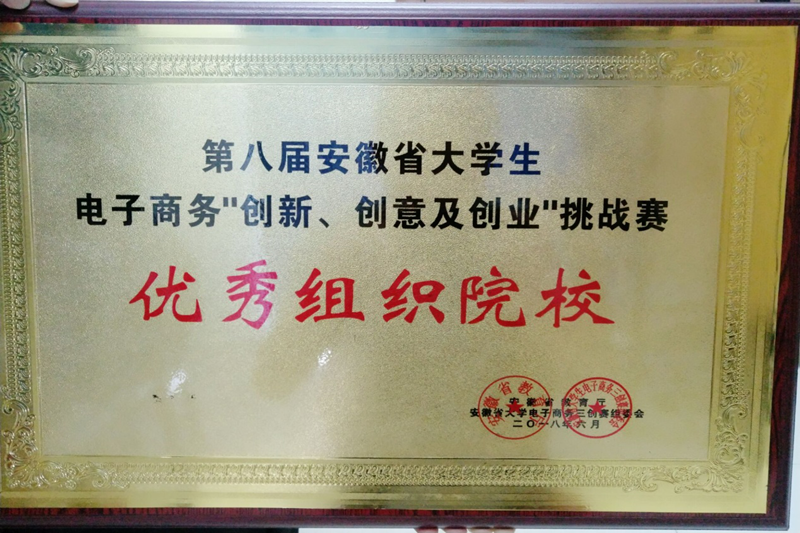 第八届安徽省大学生
电子商务"创新、创意及创业"挑战赛
优秀组织院校
安徽省教育厅
安徽省大学电子商务三创赛组委会
二〇一八年六月